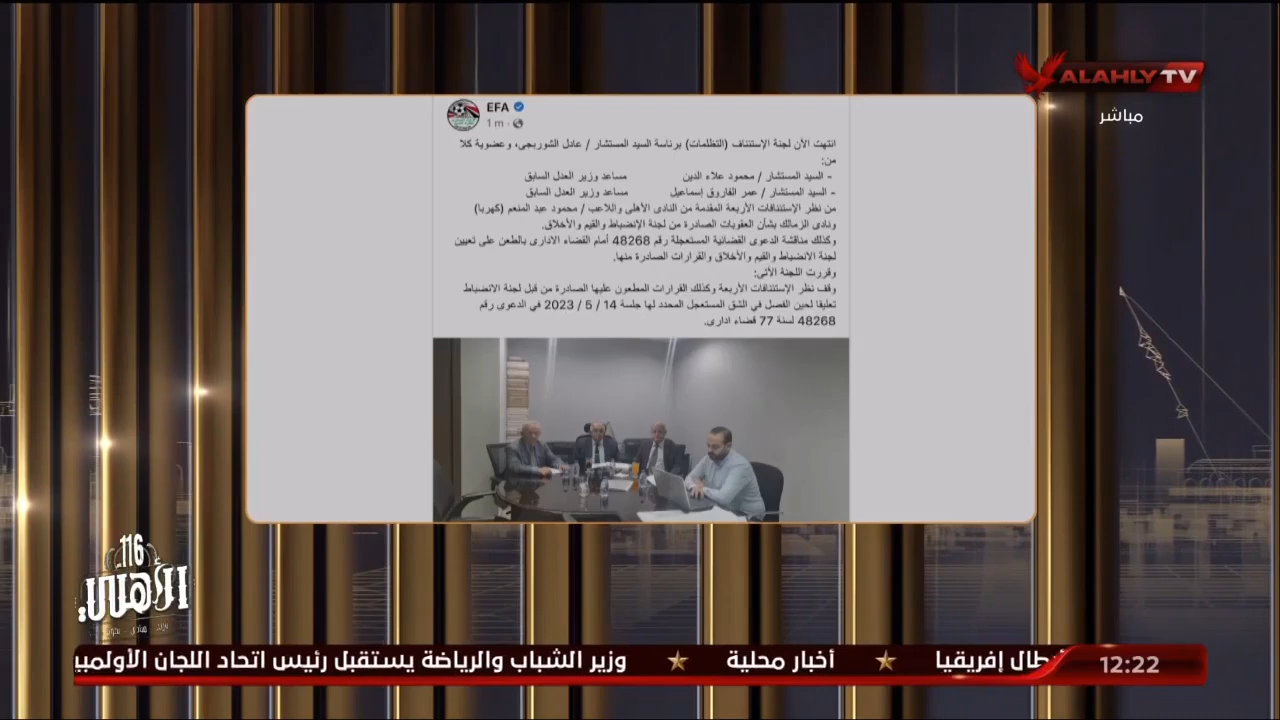 ALAHLY TV
مباشر
EFA
1 m
انتهت الأن لجنة الإستئناف (التظلمات) برئاسة السيد المستشار / عادل الشوربجى، وعضوية كلا
من:
- السيد المستشار / محمود علاء الدين مساعد وزير العدل السابق
- السيد المستشار / عمر الفاروق إسماعيل مساعد وزير العدل السابق
من نظر الإستئنافات الأربعة المقدمة من النادى الأهلى واللاعب / محمود عبد المنعم (كهربا)
ونادى الزمالك بشأن العقوبات الصادرة من لجنة الإنضباط والقيم والأخلاق.
وكذلك مناقشة الدعوى القضائية المستعجلة رقم 48268 أمام القضاء الادارى بالطعن على تعيين
لجنة الانضباط والقيم والأخلاق والقرارات الصادرة منها.
وقررت اللجنة الأتى:
وقف نظر الإستئنافات الأربعة وكذلك القرارات المطعون عليها الصادرة من قبل لجنة الانضباط
تعليقا لحين الفصل في الشق المستعجل المحدد لها جلسة 14 / 5 / 2023 في الدعوى رقم
48268 لسنة 77 قضاء ادارى.
116
الأهلي
12:22
إفريقيا ★ أخبار محلية ★ وزير الشباب والرياضة يستقبل رئيس اتحاد اللجان الأولمبي